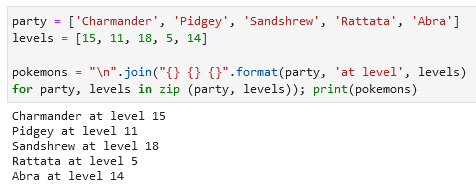 party = ['Charmander', 'Pidgey', 'Sandshrew', 'Rattata', 'Abra']
levels = [15, 11, 18, 5, 14]
pokemons = "\n".join("{} {} {}".format(party, 'at level', levels)
for party, levels in zip (party, levels)); print(pokemons)
Charmander at level 15
Pidgey at level 11
Sandshrew at level 18
Rattata at level 5
Abra at level 14